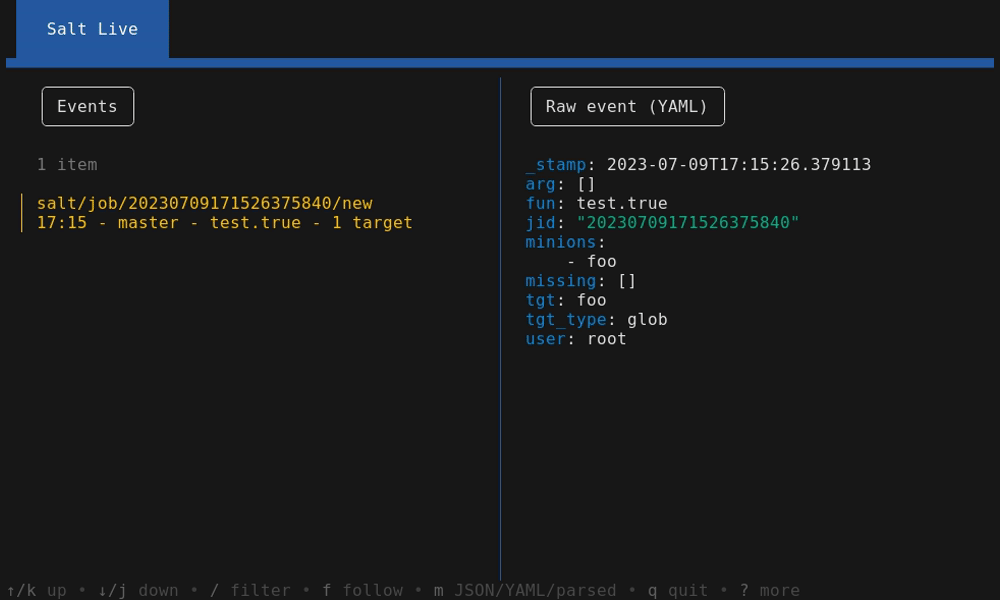 Salt Live
Events
1 item
salt/job/20230709171526375840/new
17:15 - master - test.true - 1 target
Raw event (YAML)
_stamp: 2023-07-09T17:15:26.379113
arg: []
fun: test.true
jid: "20230709171526375840"
minions:
    - foo
missing: []
tgt: foo
tgt_type: glob
user: root
↑/k up • ↓/j down • / filter • f follow • m JSON/YAML/parsed • q quit • ? more